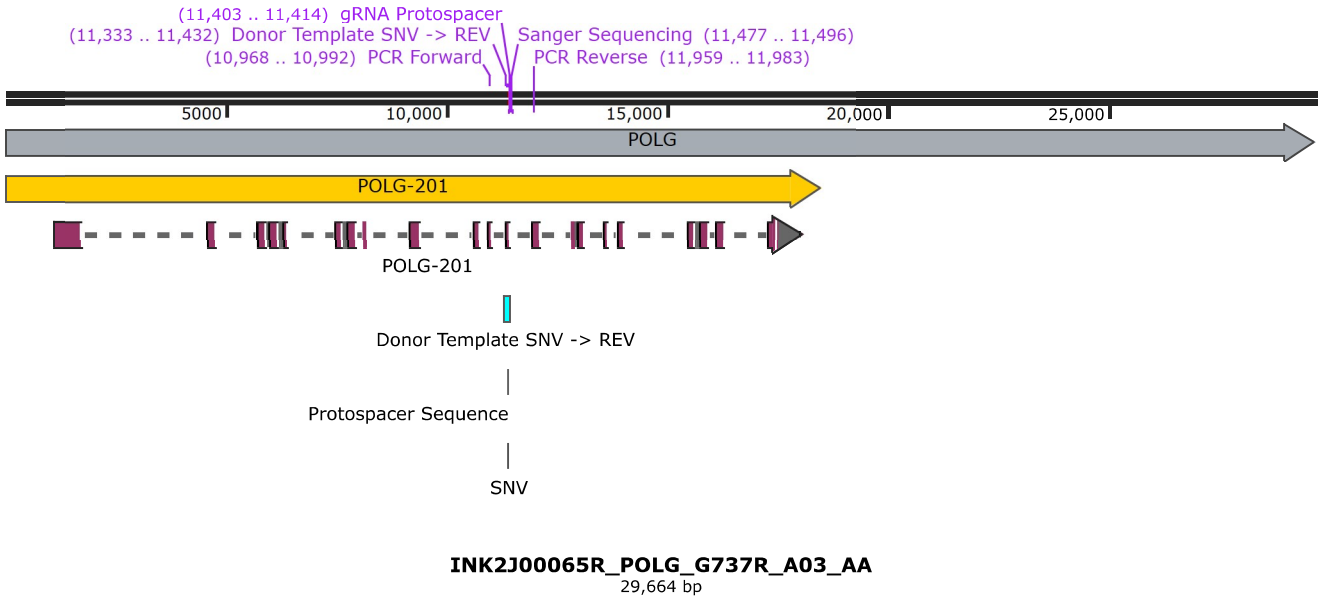 (11,403 .. 11,414) gRNA Protospacer
(11,333 .. 11,432) Donor Template SNV -> REV
Sanger Sequencing (11,477 .. 11,496)
(10,968 .. 10,992) PCR Forward
PCR Reverse (11,959 .. 11,983)
5000
10,000
15,000
20,000
25,000
POLG
POLG-201
POLG-201
Donor Template SNV -> REV
Protospacer Sequence
SNV
INK2J00065R_POLG_G737R_A03_AA
29,664 bp